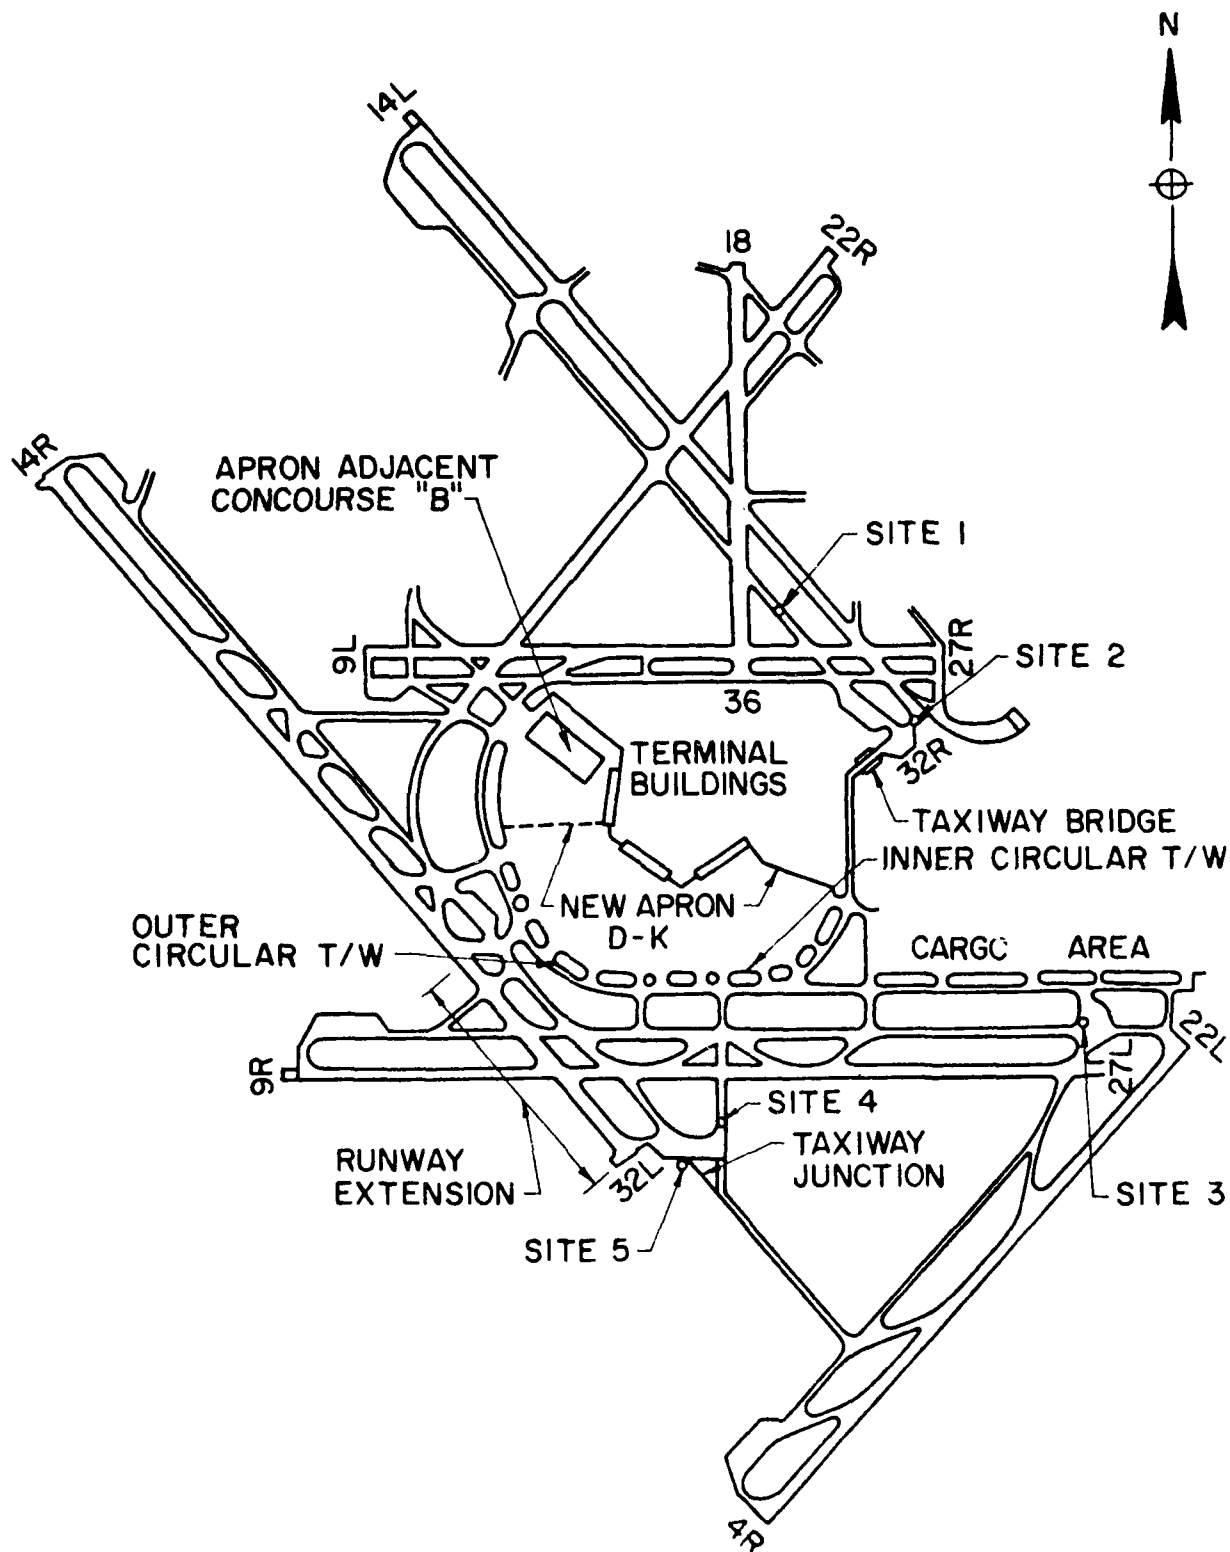 N
14L
18
22R
14R
APRON ADJACENT
CONCOURSE "B"
SITE 1
9L
27R
SITE 2
36
32R
TERMINAL
BUILDINGS
TAXIWAY BRIDGE
INNER CIRCULAR T/W
NEW APRON
D-K
OUTER
CIRCULAR T/W
CARGO AREA
22L
9R
27L
SITE 4
RUNWAY
EXTENSION
32L
TAXIWAY
JUNCTION
SITE 3
SITE 5
4R